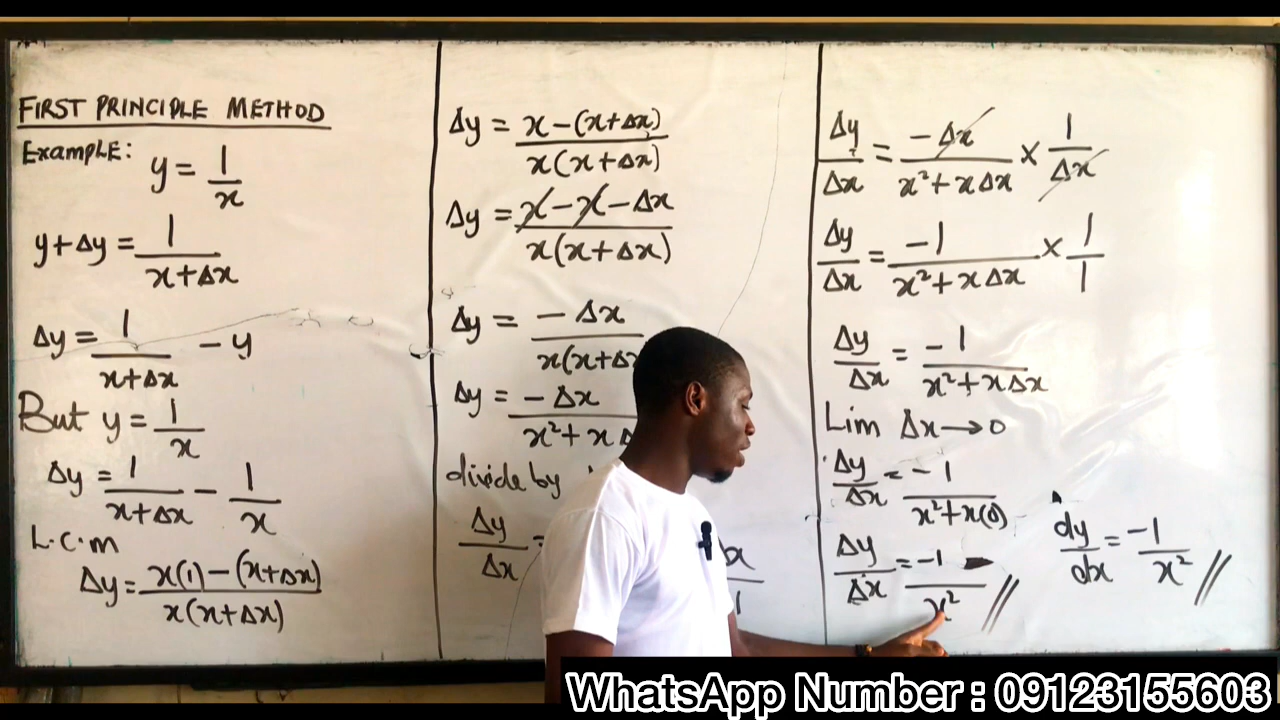 FIRST PRINCIPLE METHOD
Example: y = 1/x
y+Δy = 1/(x+Δx)
Δy = 1/(x+Δx) - y
But y = 1/x
Δy = 1/(x+Δx) - 1/x
L.C.M
Δy = (x(1) - (x+Δx))/(x(x+Δx))
Δy = (x-(x+Δx))/(x(x+Δx))
Δy = (x-x-Δx)/(x(x+Δx))
Δy = -Δx/(x(x+Δx
Δy = -Δx/(x²+x
divide by
Δy/Δx =
Δy/Δx = -Δx/(x²+xΔx) × 1/Δx
Δy/Δx = -1/(x²+xΔx) × 1/1
Δy/Δx = -1/(x²+xΔx)
Lim Δx→0
Δy/Δx = -1/(x²+x(0))
Δy/Δx = -1/x² //
dy/dx = -1/x² //
WhatsApp Number : 09123155603